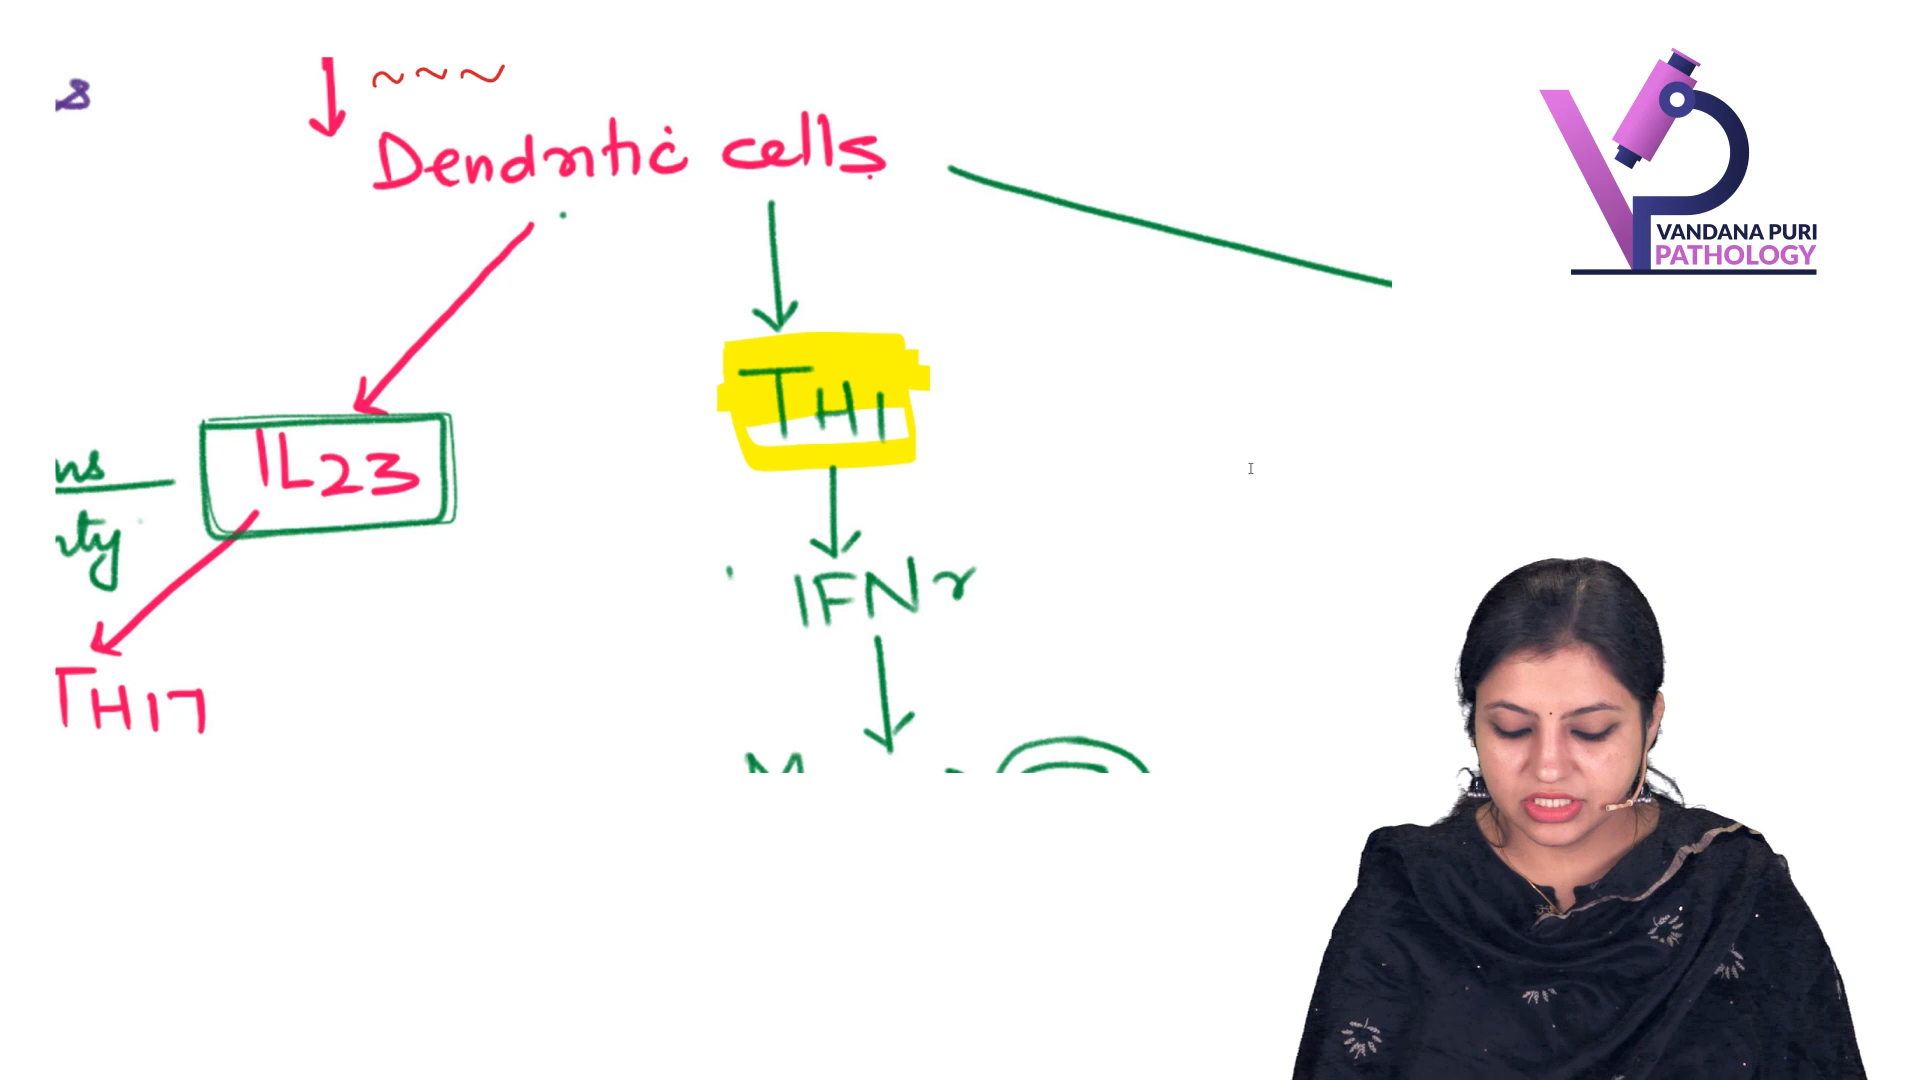 Dendritic cells
TH1
IL23
IFNγ
TH17
VANDANA PURI
PATHOLOGY